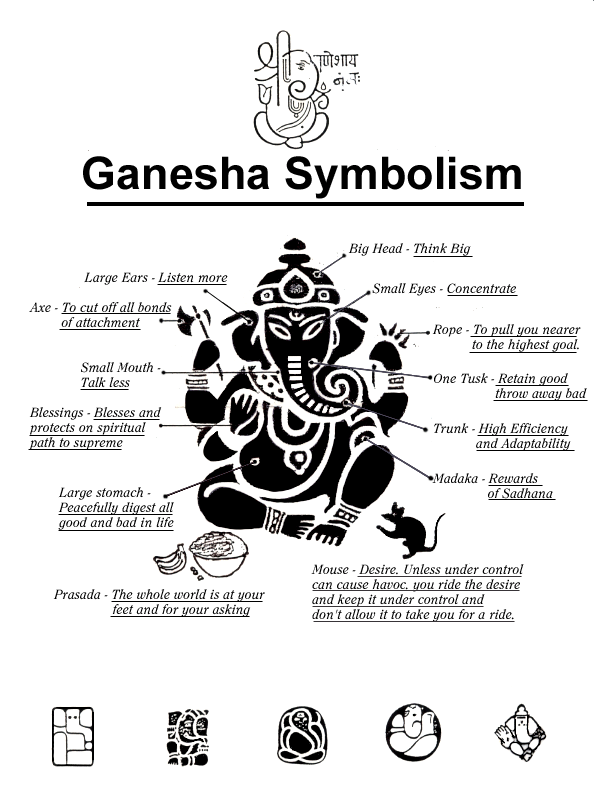 श्री गणेशाय
नमः
Ganesha Symbolism
Big Head - Think Big
Large Ears - Listen more
Small Eyes - Concentrate
Axe - To cut off all bonds
of attachment
Rope - To pull you nearer
to the highest goal.
Small Mouth -
Talk less
One Tusk - Retain good
throw away bad
Blessings - Blesses and
protects on spiritual
path to supreme
Trunk - High Efficiency
and Adaptability
Madaka - Rewards
of Sadhana
Large stomach -
Peacefully digest all
good and bad in life
Mouse - Desire. Unless under control
can cause havoc. you ride the desire
and keep it under control and
don't allow it to take you for a ride.
Prasada - The whole world is at your
feet and for your asking